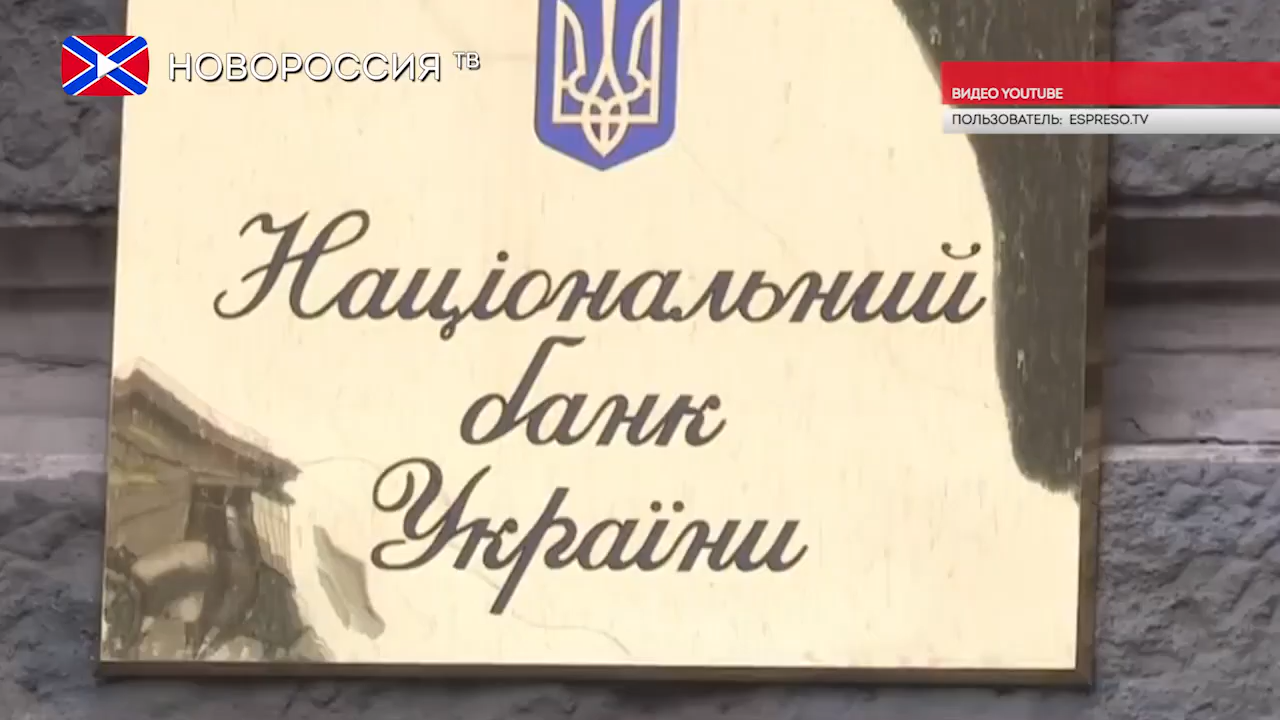 НОВОРОССИЯ ТВ
ВИДЕО YOUTUBE
ПОЛЬЗОВАТЕЛЬ: ESPRESO.TV
Національний
банк
України